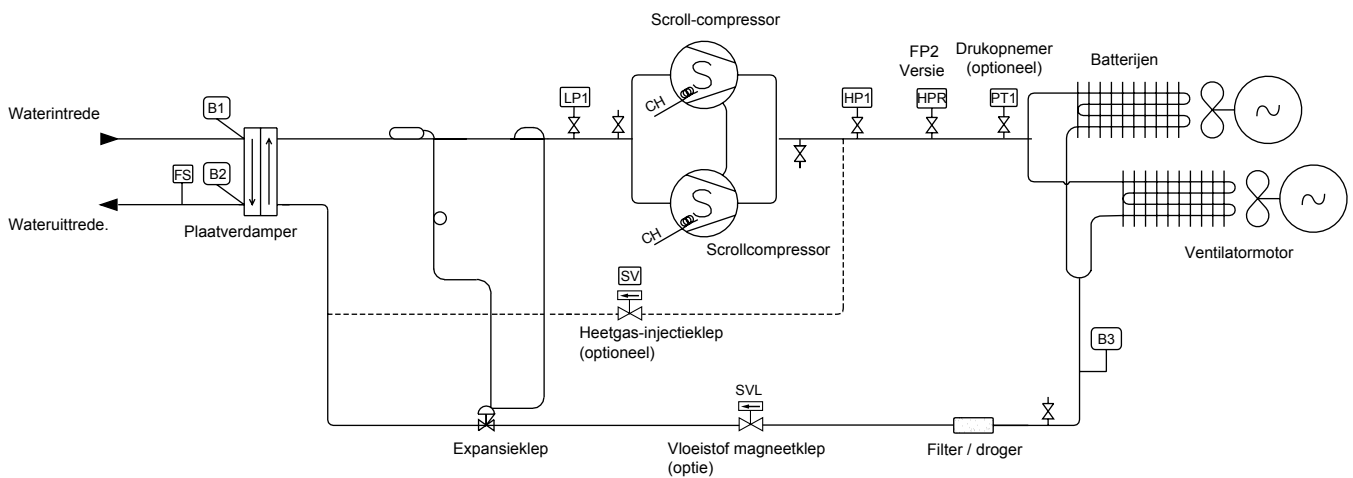 Scroll-compressor
FP2
Versie
Drukopnemer
(optioneel)
Batterijen
Waterintrede
B1
LP1
CH
HP1
HPR
PT1
FS
B2
Wateruittrede.
Plaatverdamper
CH
Scrollcompressor
Ventilatormotor
SV
Heetgas-injectieklep
(optioneel)
B3
SVL
Expansieklep
Vloeistof magneetklep
(optie)
Filter / droger